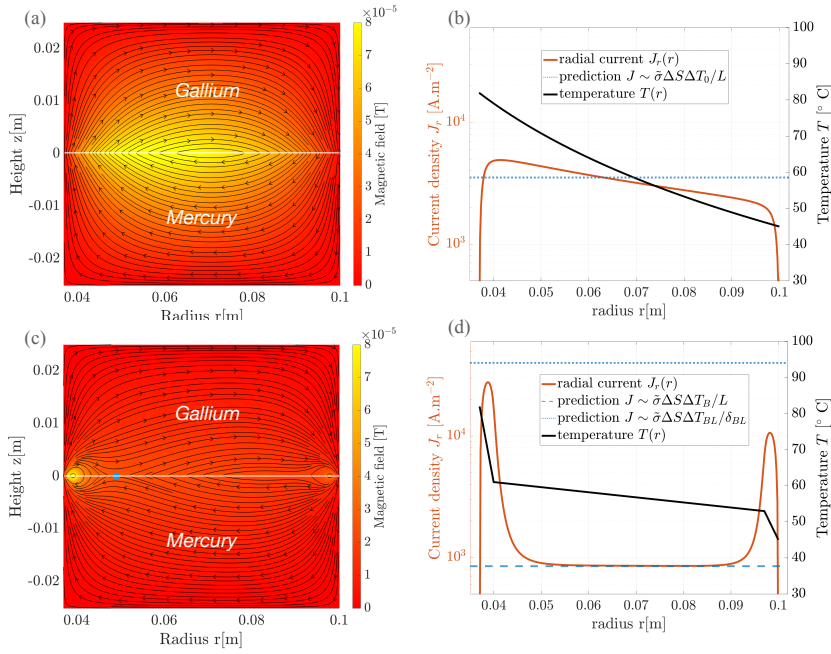 (a)
×10⁻⁵
Magnetic field [T]
8
7
6
5
4
3
2
1
0
Height z[m]
0.02
0.01
0
-0.01
-0.02
Gallium
Mercury
0.04
0.06
0.08
0.1
Radius r[m]
(b)
radial current Jᵣ(r)
prediction J ∼ σ̃ΔSΔT₀/L
temperature T(r)
Current density Jᵣ [A.m⁻²]
10⁴
10³
Temperature T [° C]
100
90
80
70
60
50
40
30
0.04
0.05
0.06
0.07
0.08
0.09
0.1
radius r[m]
(c)
×10⁻⁵
Magnetic field [T]
8
7
6
5
4
3
2
1
0
Height z[m]
0.02
0.01
0
-0.01
-0.02
Gallium
Mercury
0.04
0.06
0.08
0.1
Radius r[m]
(d)
radial current Jᵣ(r)
prediction J ∼ σ̃ΔSΔT_B/L
prediction J ∼ σ̃ΔSΔT_BL/δ_BL
temperature T(r)
Current density Jᵣ [A.m⁻²]
10⁴
10³
Temperature T [° C]
100
90
80
70
60
50
40
30
0.04
0.05
0.06
0.07
0.08
0.09
0.1
radius r[m]